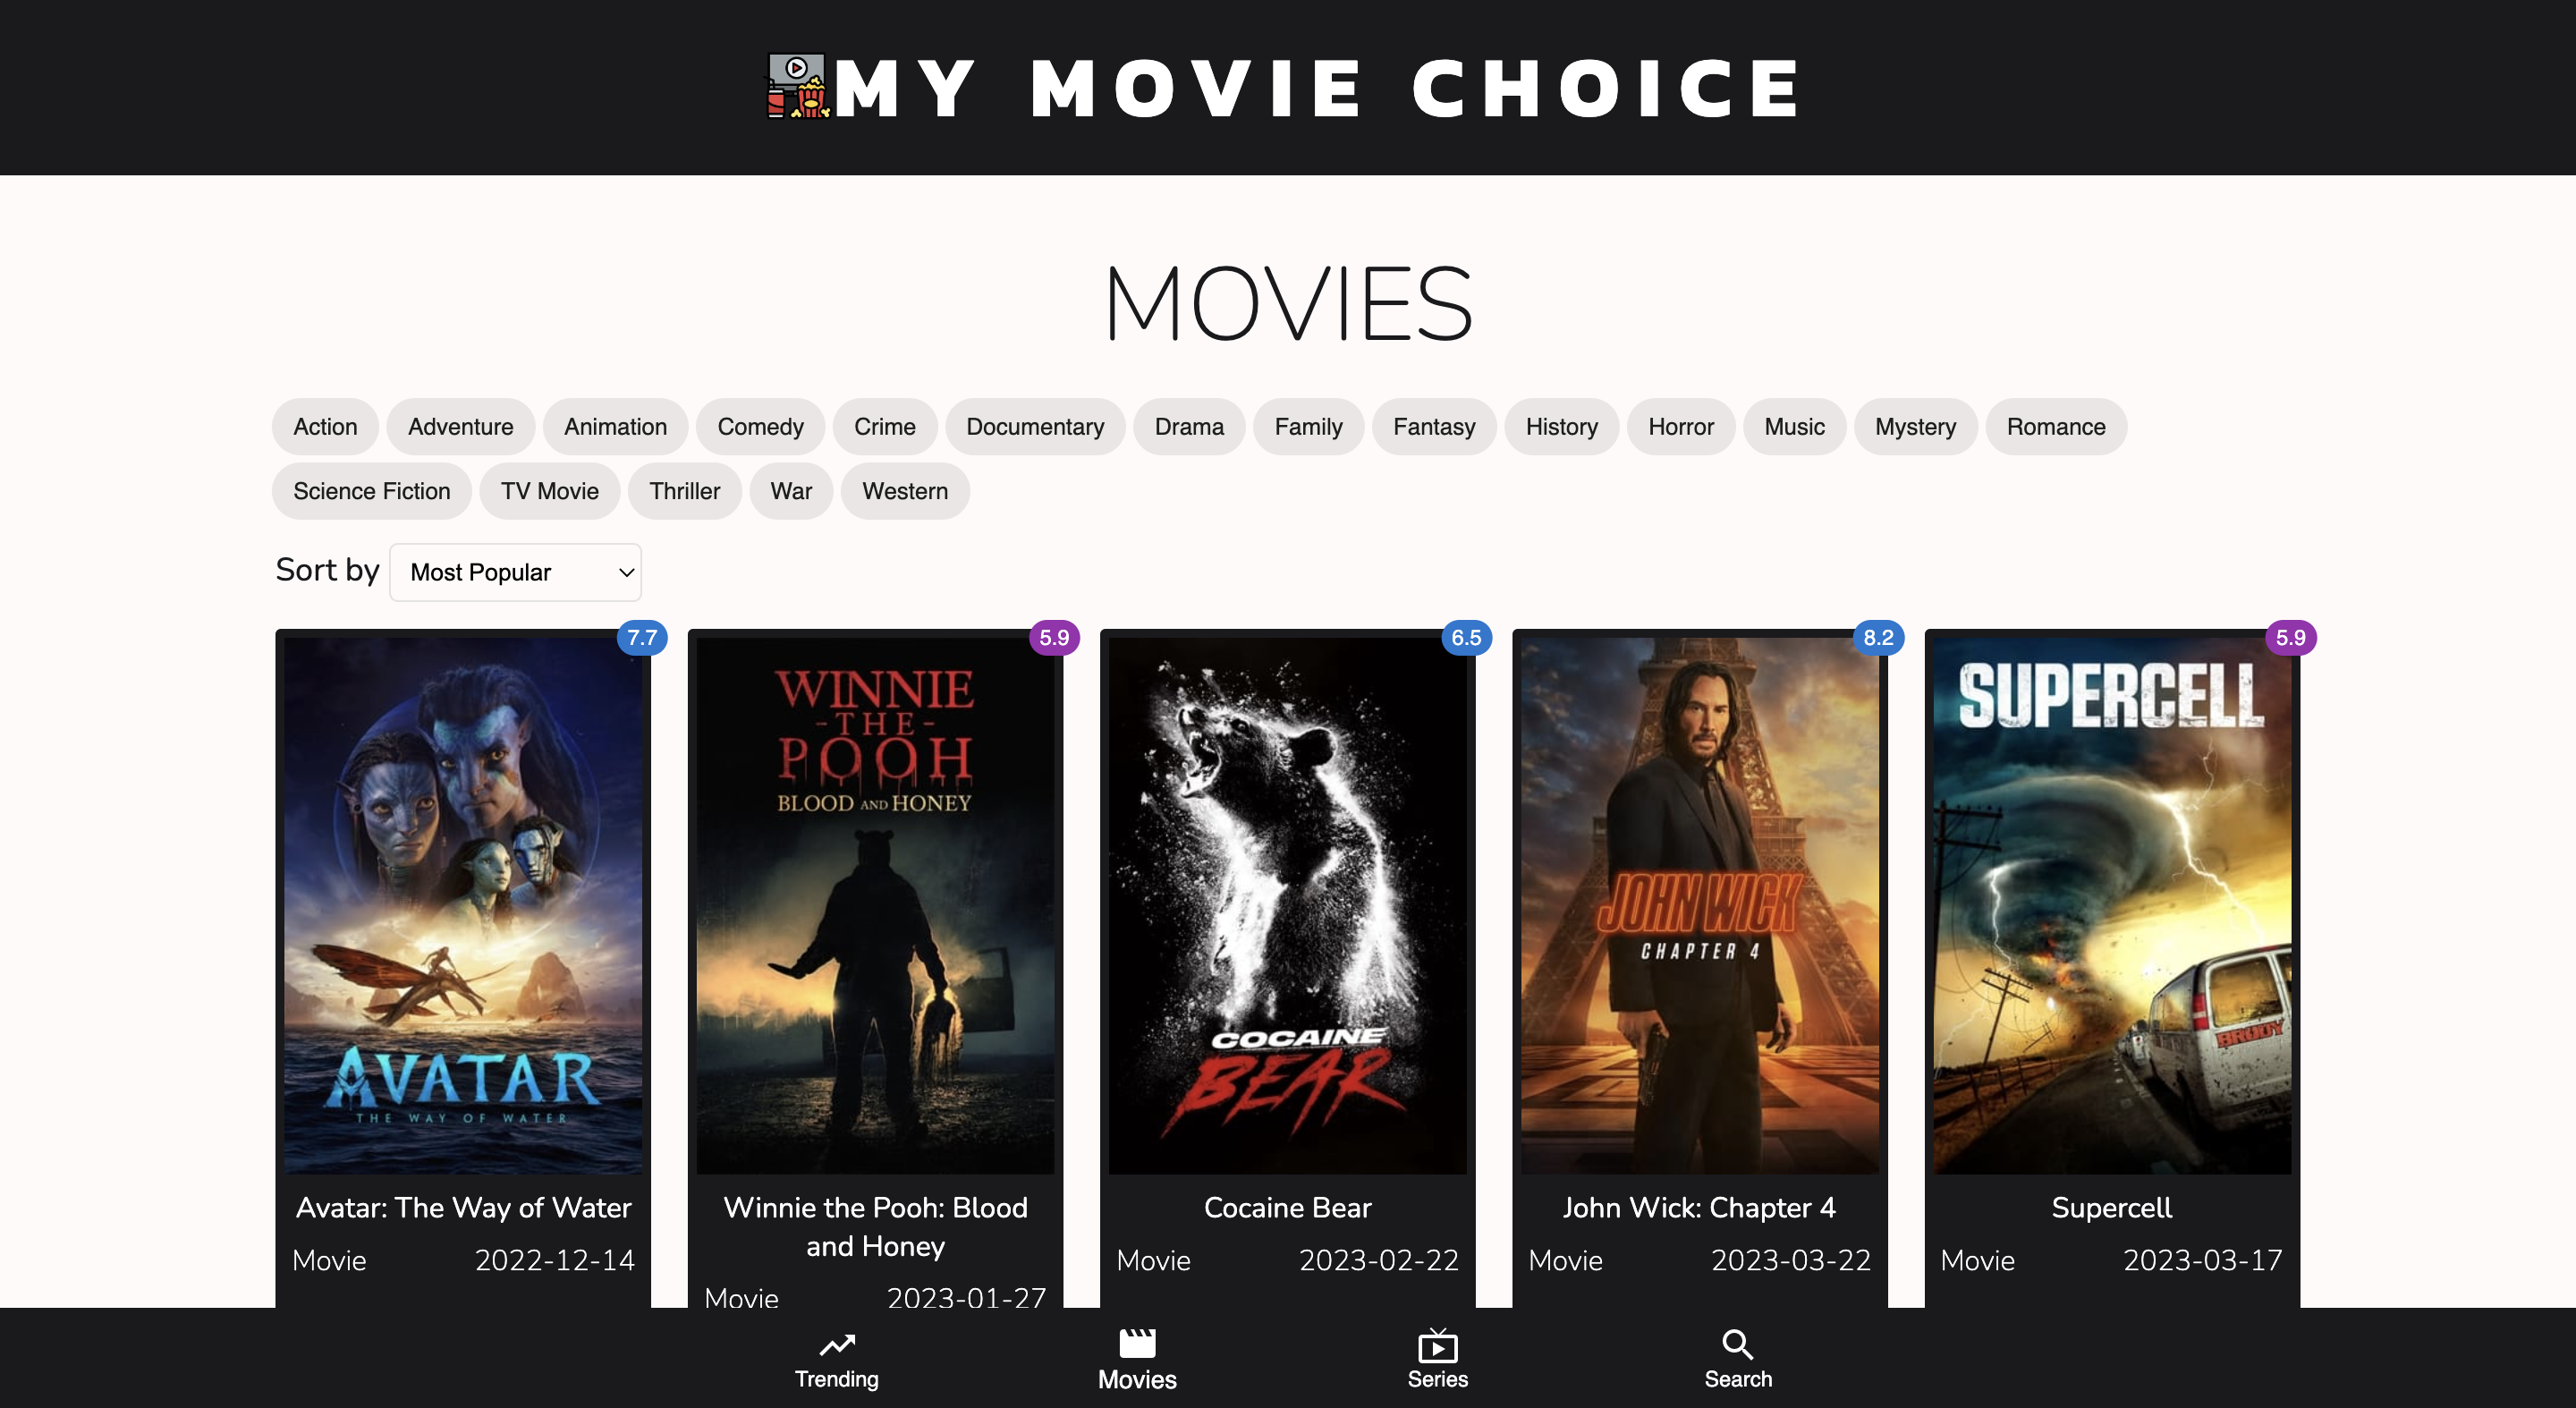 MY MOVIE CHOICE
MOVIES
Action Adventure Animation Comedy Crime Documentary Drama Family Fantasy History Horror Music Mystery Romance
Science Fiction TV Movie Thriller War Western
Sort by Most Popular
7.7 5.9 6.5 8.2 5.9
AVATAR
THE WAY OF WATER
WINNIE
-THE-
POOH
BLOOD AND HONEY
COCAINE
BEAR
JOHN WICK
CHAPTER 4
SUPERCELL
BRODY
Avatar: The Way of Water
Movie 2022-12-14
Winnie the Pooh: Blood
and Honey
Movie 2023-01-27
Cocaine Bear
Movie 2023-02-22
John Wick: Chapter 4
Movie 2023-03-22
Supercell
Movie 2023-03-17
Trending Movies Series Search